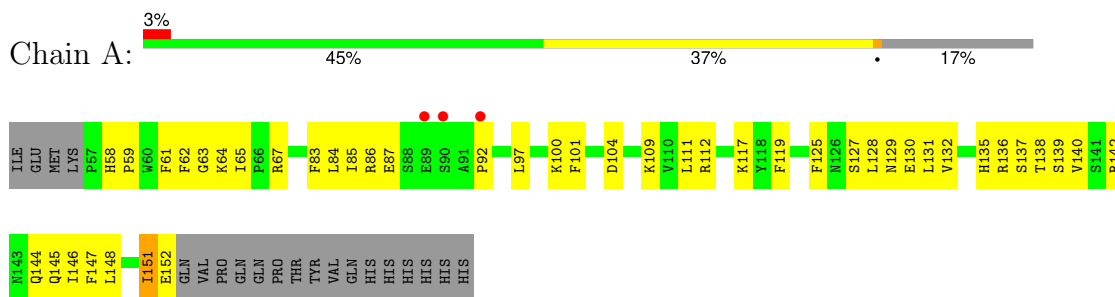 3%
Chain A:
45% 37% • 17%
ILE GLU MET LYS P57 H58 P59 W60 F61 F62 G63 K64 I65 P66 R67 F83 L84 I85 R86 E87 S88 E89 S90 A91 P92 L97 K100 F101 D104 K109 V110 L111 R112 K117 Y118 F119 F125 N126 S127 L128 N129 E130 L131 V132 H135 R136 S137 T138 S139 V140 S141
N143 Q144 Q145 I146 F147 L148 I151 E152 GLN VAL PRO GLN GLN PRO THR TYR VAL GLN HIS HIS HIS HIS HIS HIS